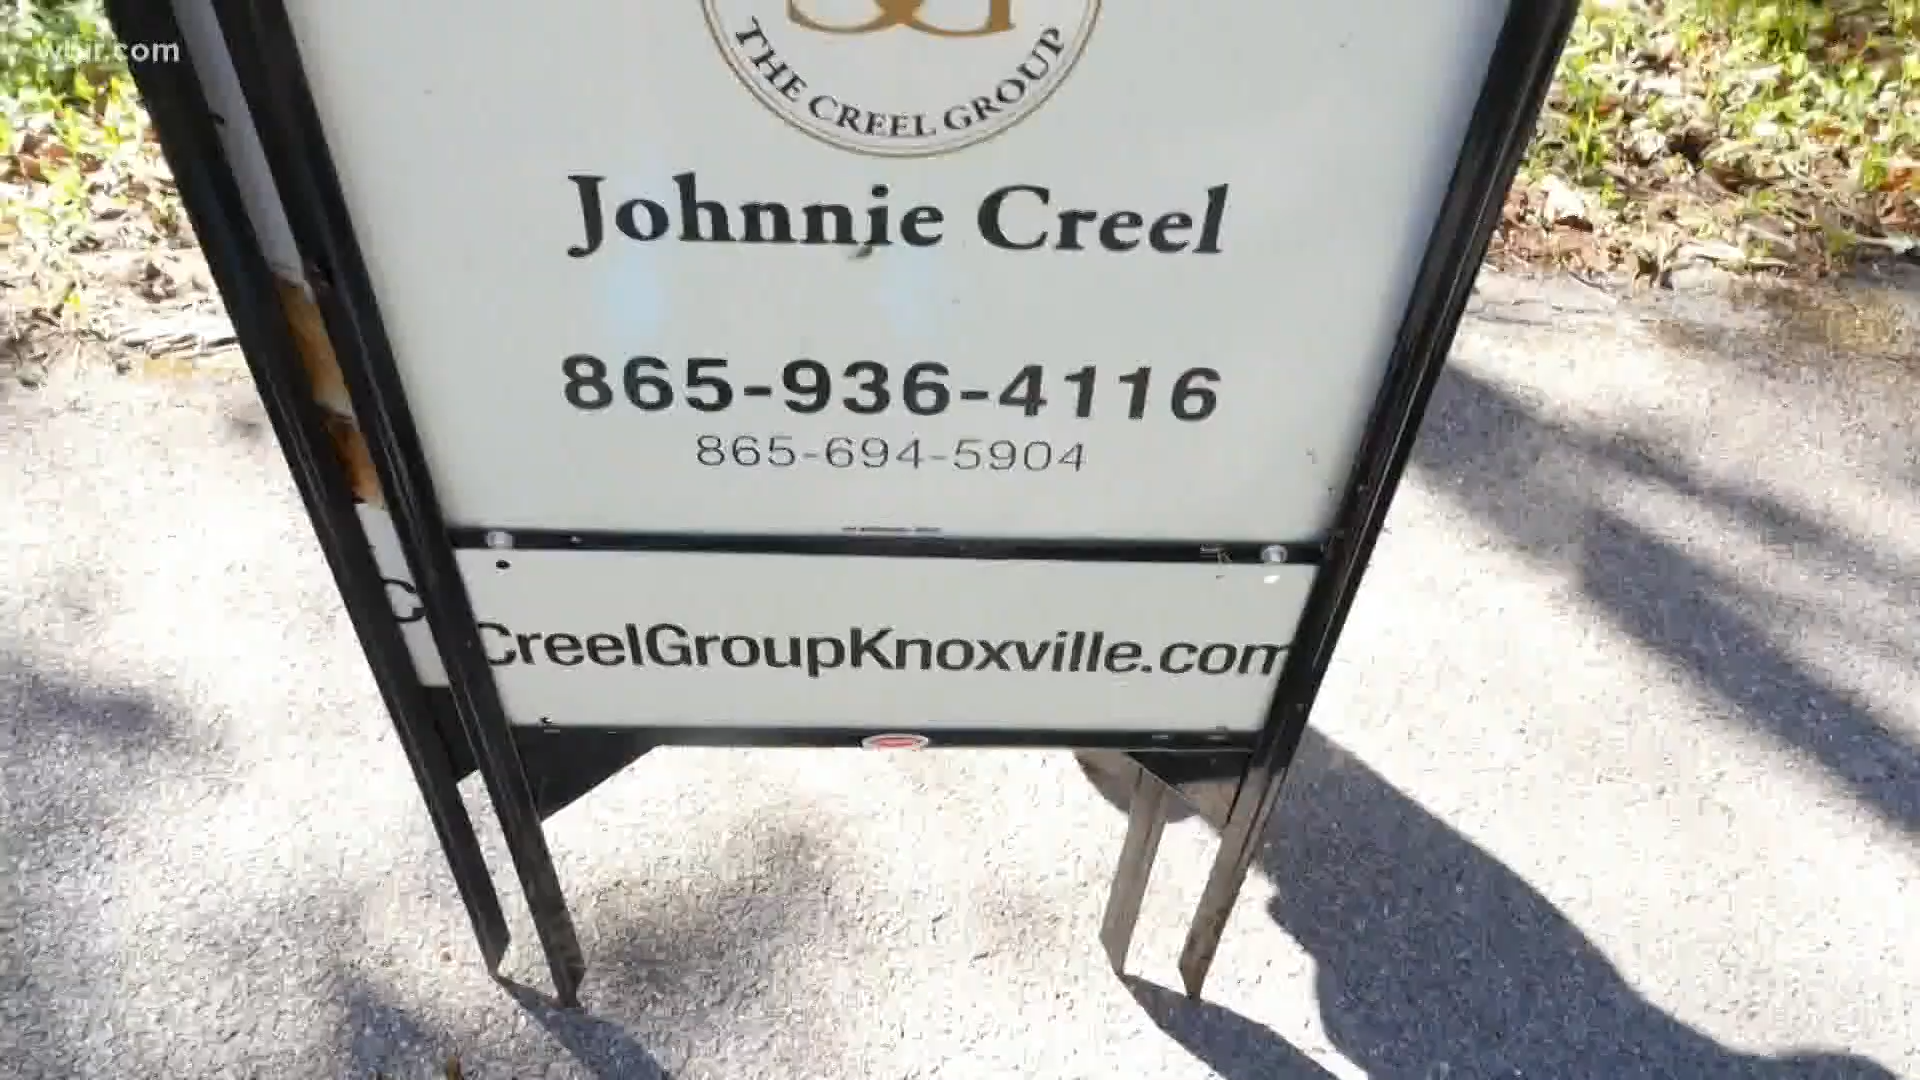 wbir.com
THE CREEL GROUP
Johnnie Creel
865-936-4116
865-694-5904
CreelGroupKnoxville.com
C